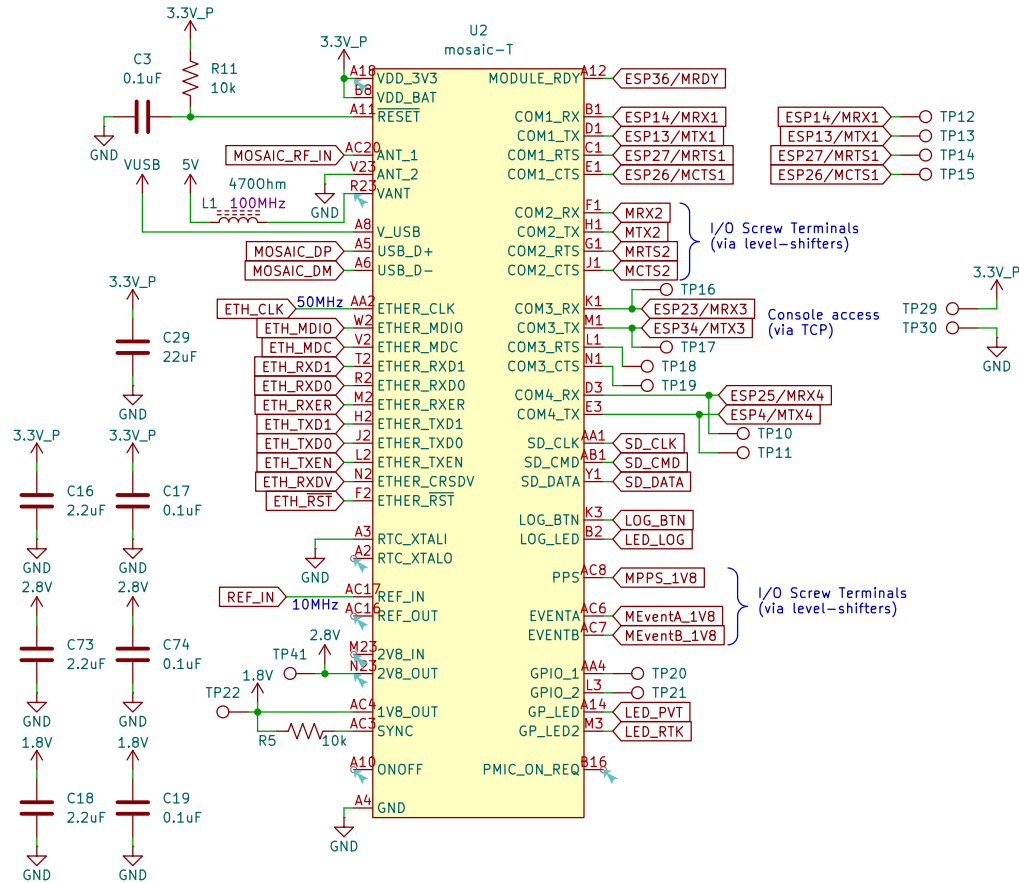 3.3V_P
C3
0.1uF
R11
10k
GND
U2
mosaic-T
3.3V_P
A18 VDD_3V3
B8 VDD_BAT
A11 RESET
MOSAIC_RF_IN AC20 ANT_1
V23 ANT_2
GND
R23 VANT
VUSB
5V
470Ohm
L1 100MHz
A8 V_USB
MOSAIC_DP A5 USB_D+
MOSAIC_DM A6 USB_D-
ETH_CLK 50MHz AA2 ETHER_CLK
ETH_MDIO W2 ETHER_MDIO
ETH_MDC V2 ETHER_MDC
ETH_RXD1 T2 ETHER_RXD1
ETH_RXD0 R2 ETHER_RXD0
ETH_RXER M2 ETHER_RXER
ETH_TXD1 H2 ETHER_TXD1
ETH_TXD0 J2 ETHER_TXD0
ETH_TXEN L2 ETHER_TXEN
ETH_RXDV N2 ETHER_CRSDV
ETH_RST F2 ETHER_RST
A3 RTC_XTALI
GND
A2 RTC_XTALO
REF_IN 10MHz AC17 REF_IN
AC16 REF_OUT
M23 2V8_IN
2.8V
TP41 N23 2V8_OUT
1.8V
TP22 AC4 1V8_OUT
R5 10k AC3 SYNC
A10 ONOFF
A4 GND
GND
MODULE_RDY A12 ESP36/MRDY
COM1_RX B1 ESP14/MRX1
COM1_TX D1 ESP13/MTX1
COM1_RTS C1 ESP27/MRTS1
COM1_CTS E1 ESP26/MCTS1
COM2_RX F1 MRX2
COM2_TX H1 MTX2
COM2_RTS G1 MRTS2
COM2_CTS J1 MCTS2
I/O Screw Terminals
(via level-shifters)
TP16
COM3_RX K1 ESP23/MRX3
COM3_TX M1 ESP34/MTX3
Console access
(via TCP)
COM3_RTS L1 TP17
COM3_CTS N1 TP18
TP19
COM4_RX D3 ESP25/MRX4
COM4_TX E3 ESP4/MTX4
TP10
TP11
SD_CLK AA1 SD_CLK
SD_CMD AB1 SD_CMD
SD_DATA Y1 SD_DATA
LOG_BTN K3 LOG_BTN
LOG_LED B2 LED_LOG
PPS AC8 MPPS_1V8
EVENTA AC6 MEventA_1V8
EVENTB AC7 MEventB_1V8
I/O Screw Terminals
(via level-shifters)
GPIO_1 AA4 TP20
GPIO_2 L3 TP21
GP_LED A14 LED_PVT
GP_LED2 M3 LED_RTK
PMIC_ON_REQ B16
ESP14/MRX1 TP12
ESP13/MTX1 TP13
ESP27/MRTS1 TP14
ESP26/MCTS1 TP15
3.3V_P
TP29
TP30
GND
3.3V_P
C29
22uF
GND
3.3V_P
C16
2.2uF
GND
3.3V_P
C17
0.1uF
GND
2.8V
C73
2.2uF
GND
2.8V
C74
0.1uF
GND
1.8V
C18
2.2uF
GND
1.8V
C19
0.1uF
GND